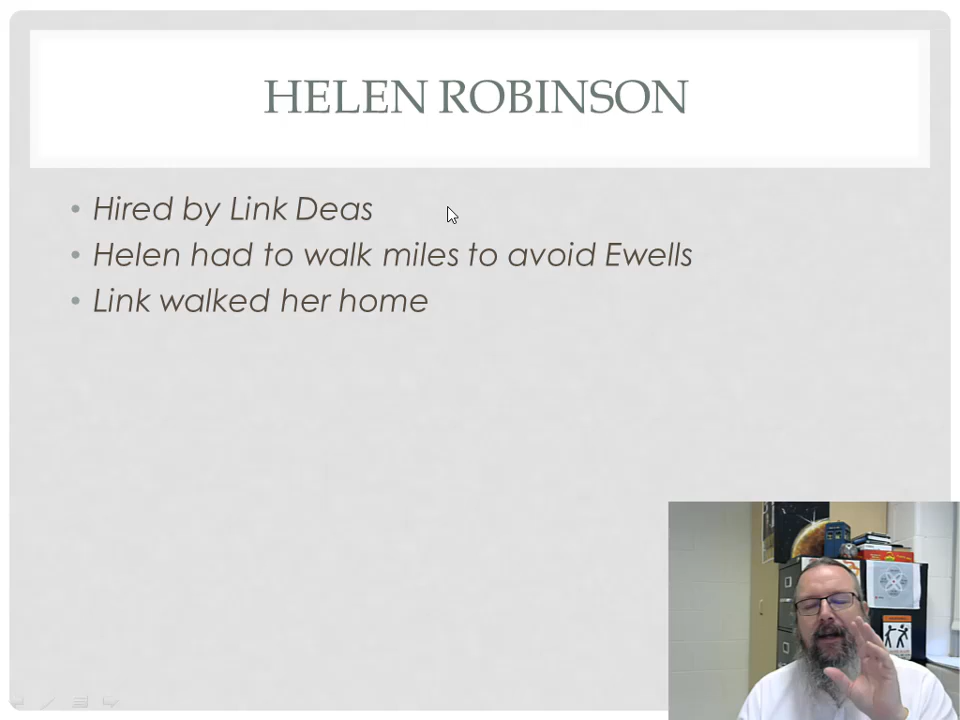 HELEN ROBINSON
Hired by Link Deas
Helen had to walk miles to avoid Ewells
Link walked her home